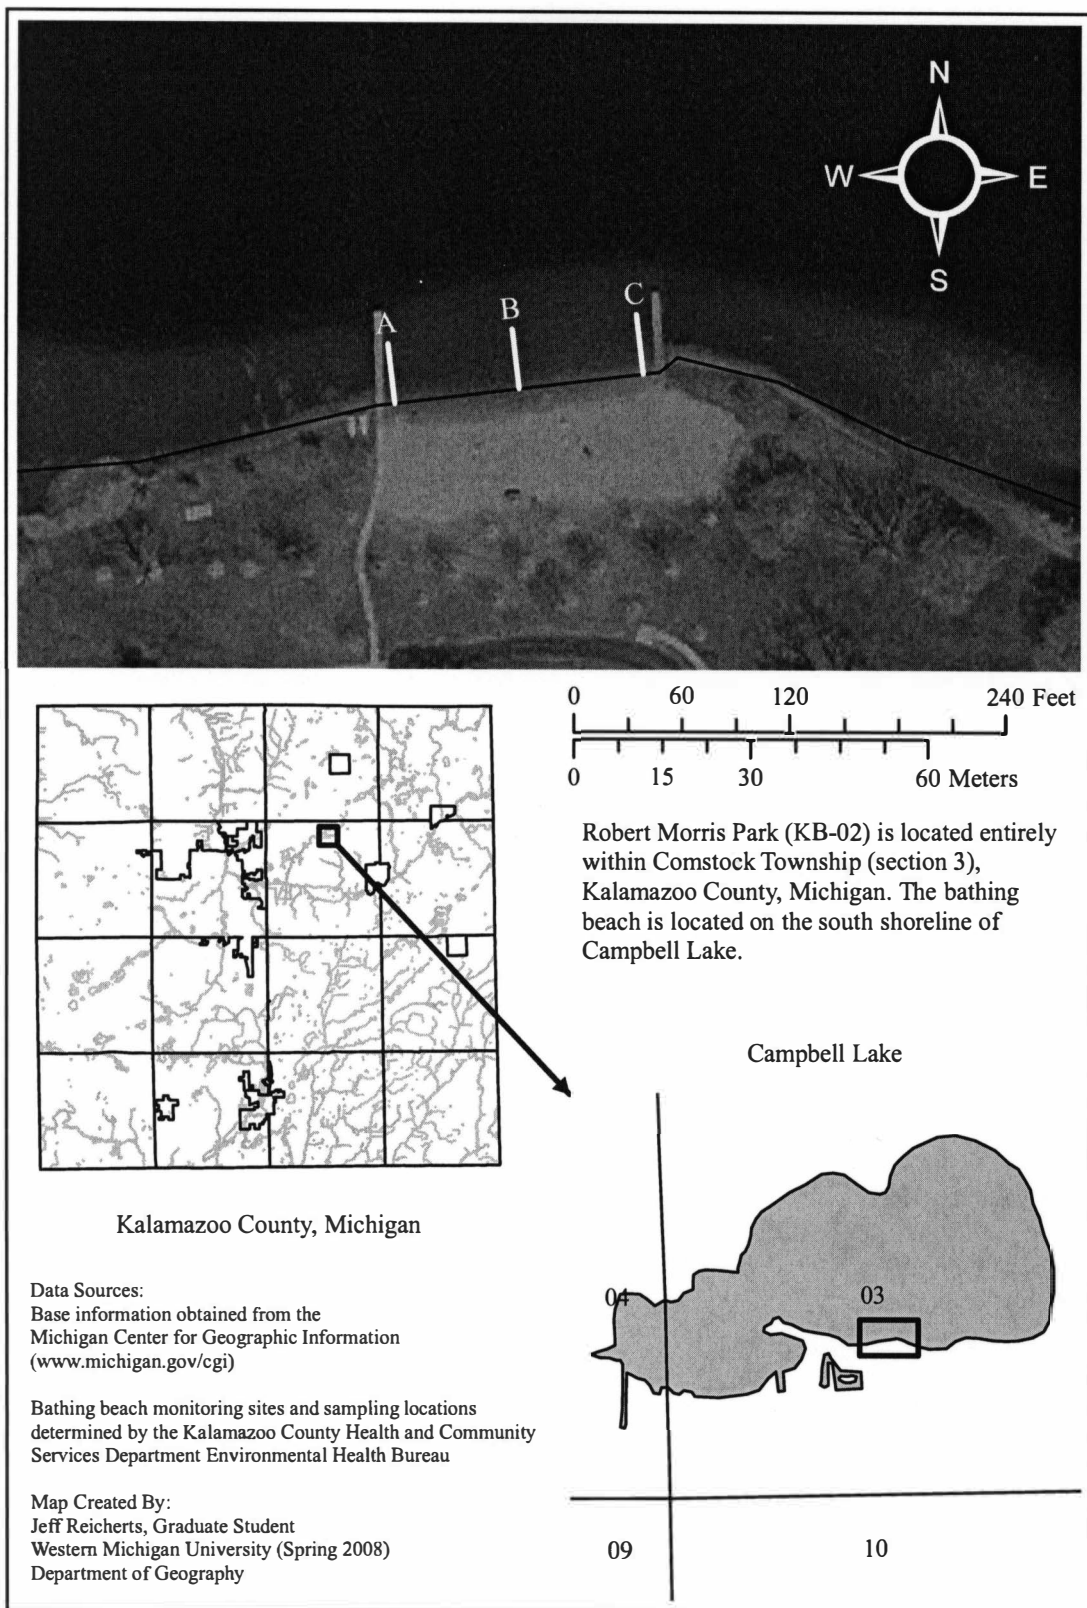 N
W E
S
A
B
C
0 60 120 240 Feet
0 15 30 60 Meters
Robert Morris Park (KB-02) is located entirely
within Comstock Township (section 3),
Kalamazoo County, Michigan. The bathing
beach is located on the south shoreline of
Campbell Lake.
Campbell Lake
04
03
09
10
Kalamazoo County, Michigan
Data Sources:
Base information obtained from the
Michigan Center for Geographic Information
(www.michigan.gov/cgi)
Bathing beach monitoring sites and sampling locations
determined by the Kalamazoo County Health and Community
Services Department Environmental Health Bureau
Map Created By:
Jeff Reicherts, Graduate Student
Western Michigan University (Spring 2008)
Department of Geography